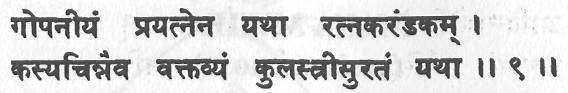 गोपनीयं प्रयत्नेन यथा रत्नकरंडकम् ।
कस्यचिन्नैव वक्तव्यं कुलस्त्रीसुरतं यथा ॥ ९ ॥